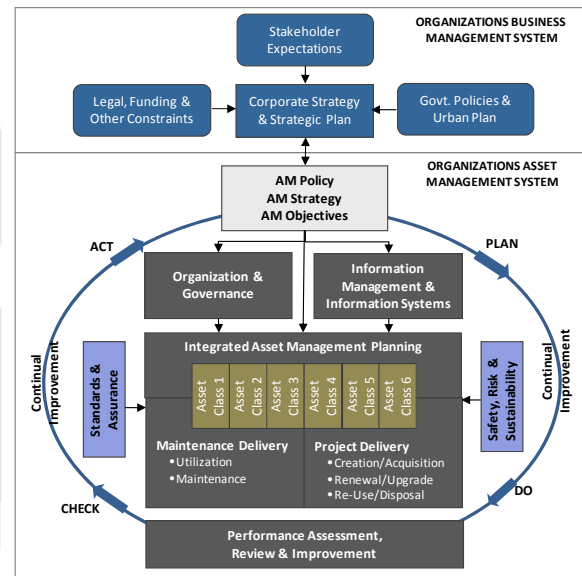 ORGANIZATIONS BUSINESS
MANAGEMENT SYSTEM
Stakeholder
Expectations
Legal, Funding &
Other Constraints
Corporate Strategy
& Strategic Plan
Govt. Policies &
Urban Plan
ORGANIZATIONS ASSET
MANAGEMENT SYSTEM
AM Policy
AM Strategy
AM Objectives
ACT
PLAN
Organization &
Governance
Information
Management &
Information Systems
Continual
Improvement
Standards &
Assurance
Integrated Asset Management Planning
Asset
Class 1
Asset
Class 2
Asset
Class 3
Asset
Class 4
Asset
Class 5
Asset
Class 6
Safety, Risk &
Sustainability
Continual
Improvement
Maintenance Delivery
•Utilization
•Maintenance
Project Delivery
•Creation/Acquisition
•Renewal/Upgrade
•Re-Use/Disposal
CHECK
DO
Performance Assessment,
Review & Improvement